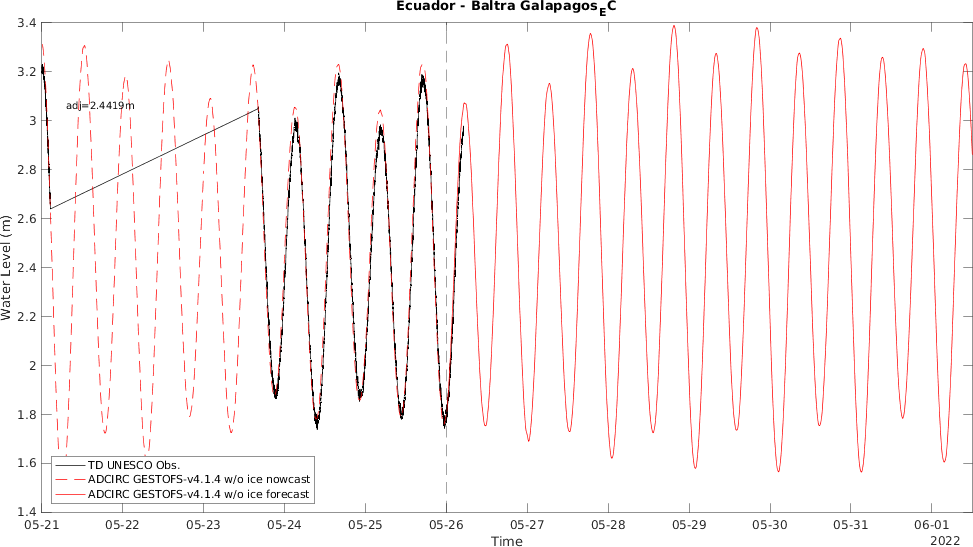 Ecuador - Baltra GalapagosEC
3.4
3.2
adj=2.4419m
3
2.8
2.6
2.4
2.2
2
1.8
1.6
1.4
Water Level (m)
TD UNESCO Obs.
ADCIRC GESTOFS-v4.1.4 w/o ice nowcast
ADCIRC GESTOFS-v4.1.4 w/o ice forecast
05-21 05-22 05-23 05-24 05-25 05-26 05-27 05-28 05-29 05-30 05-31 06-01
Time 2022